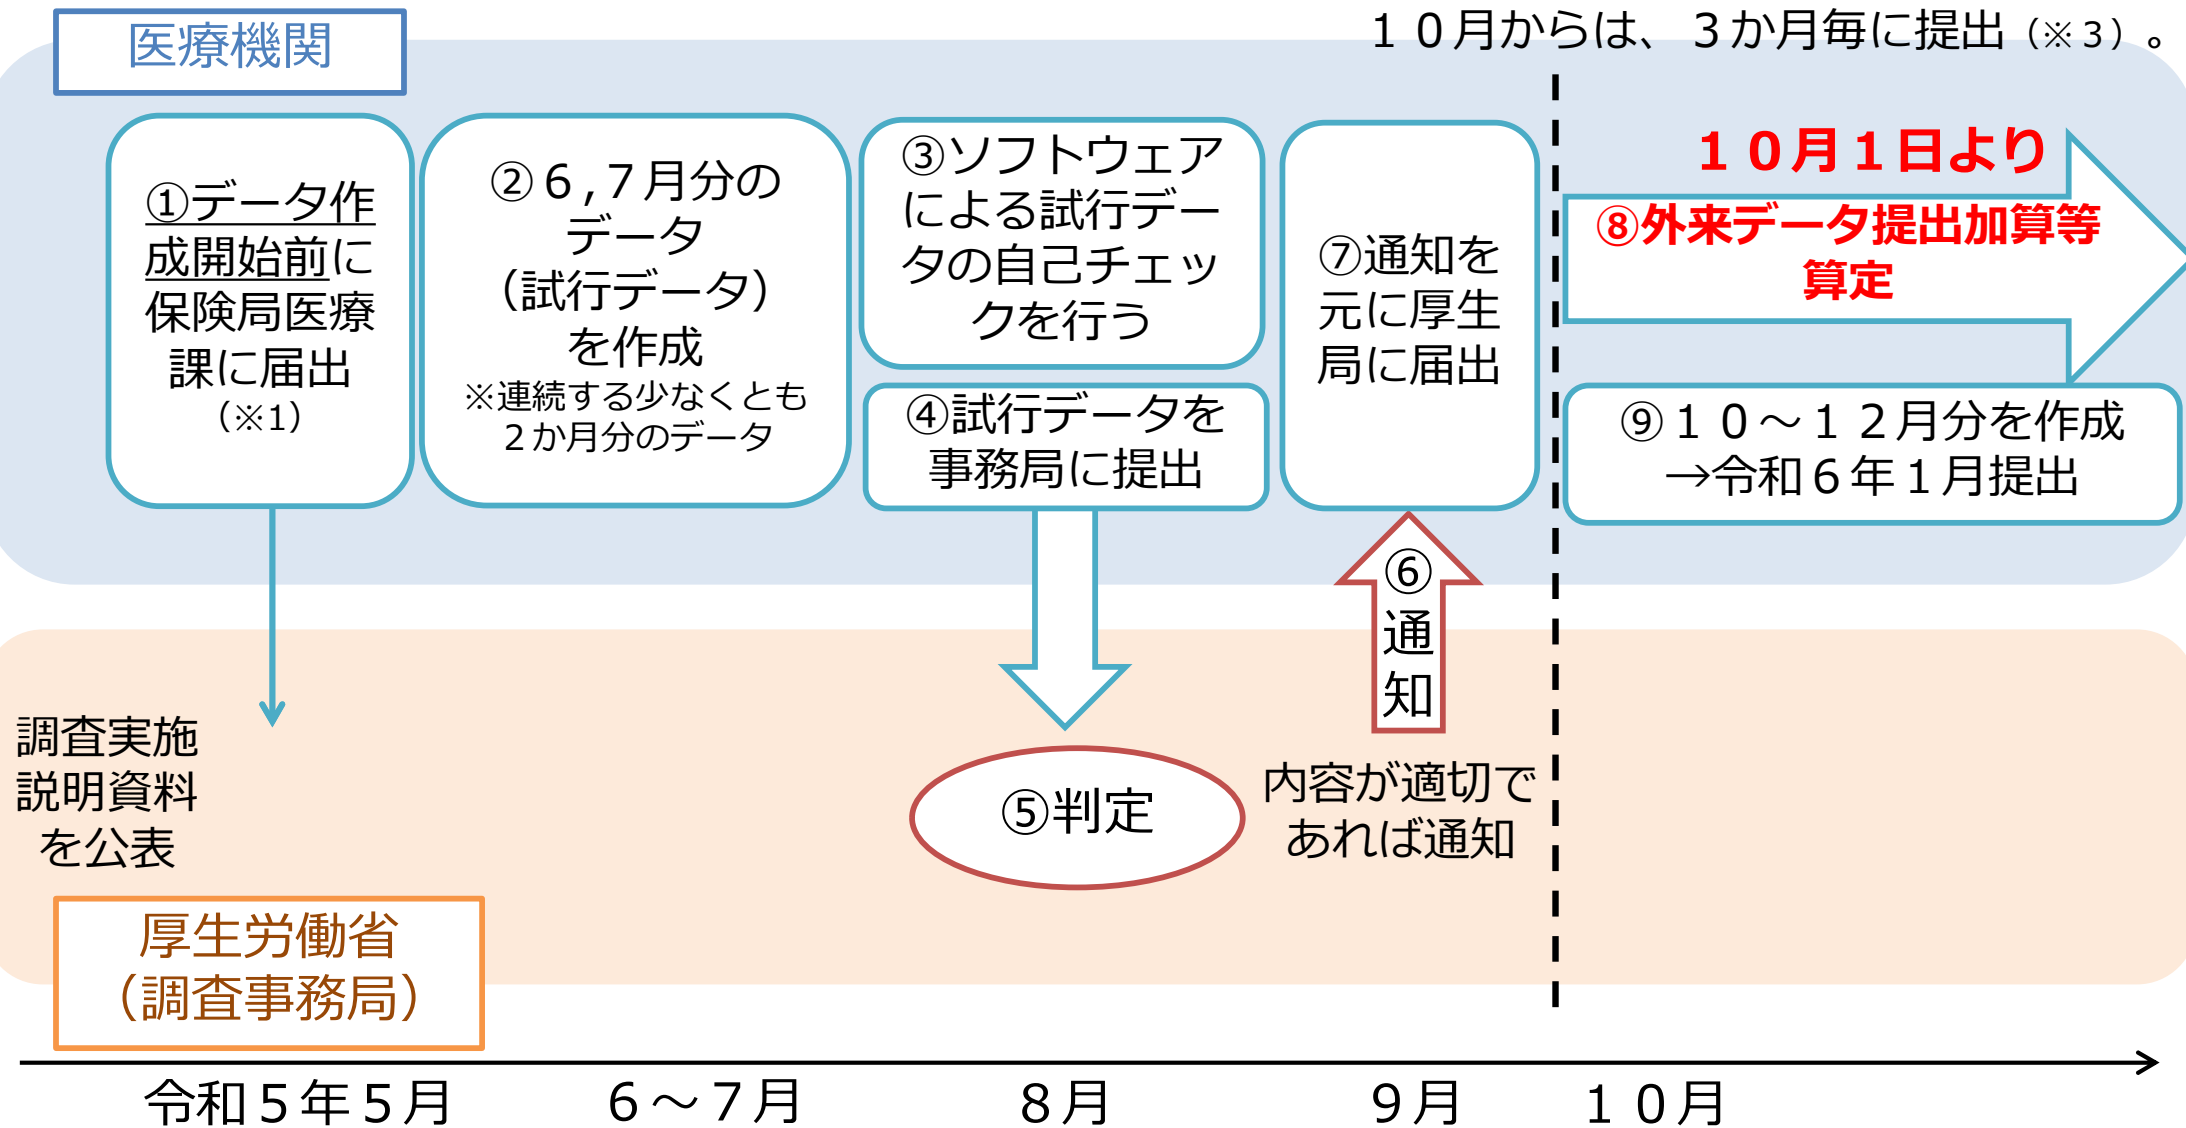 医療機関
１０月からは、３か月毎に提出（※３）。
①データ作
成開始前に
保険局医療
課に届出
（※1）
②６,７月分の
データ
（試行データ）
を作成
※連続する少なくとも
２か月分のデータ
③ソフトウェア
による試行デー
タの自己チェッ
クを行う
④試行データを
事務局に提出
⑦通知を
元に厚生
局に届出
１０月１日より
⑧外来データ提出加算等
算定
⑨１０～１２月分を作成
→令和６年１月提出
⑥
通
知
調査実施
説明資料
を公表
⑤判定
内容が適切で
あれば通知
厚生労働省
（調査事務局）
令和５年５月
６～７月
８月
９月
１０月